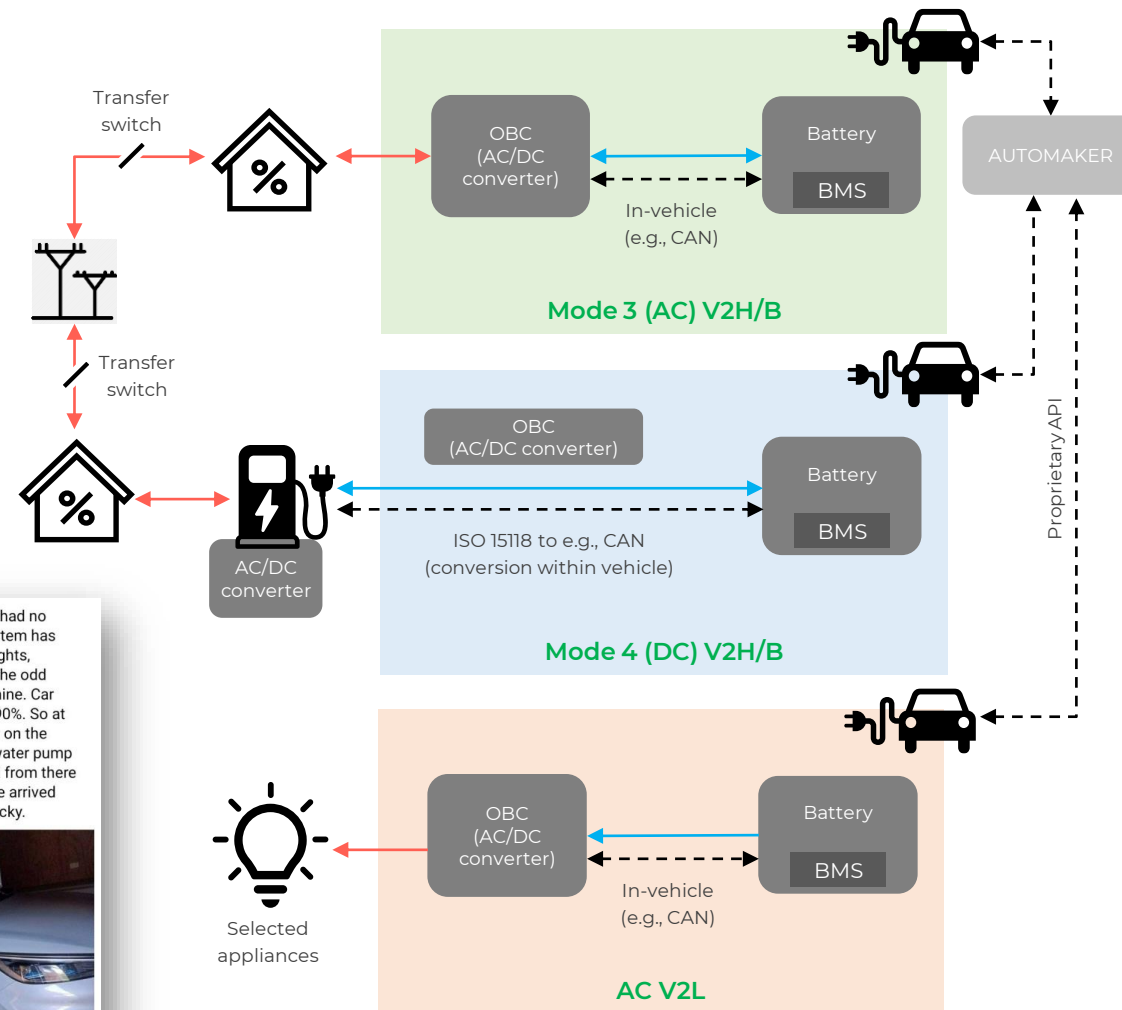 Transfer
switch
%
OBC
(AC/DC
converter)
Battery
BMS
In-vehicle
(e.g., CAN)
Mode 3 (AC) V2H/B
AUTOMAKER
Transfer
switch
%
AC/DC
converter
OBC
(AC/DC converter)
Battery
BMS
ISO 15118 to e.g., CAN
(conversion within vehicle)
Mode 4 (DC) V2H/B
Proprietary API
had no
tem has
ghts,
he odd
nine. Car
90%. So at
on the
vater pump
from there
e arrived
cky.
Selected
appliances
OBC
(AC/DC
converter)
Battery
BMS
In-vehicle
(e.g., CAN)
AC V2L